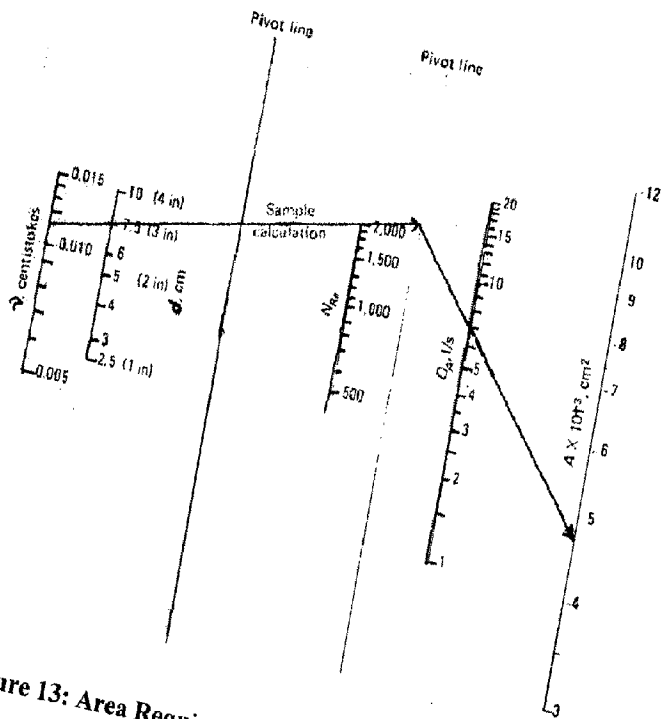 Pivot line
Pivot line
ν centistokes
0.015
0.010
0.005
d, cm
10 (4 in)
7.5 (3 in)
6
5 (2 in)
4
3
2.5 (1 in)
Sample
calculation
N_Re
2,000
1,500
1,000
500
Q_A, 1/s
20
15
10
5
4
3
2
1
A × 10³, cm²
12
10
9
8
7
6
5
4
3
ure 13: Area Requi